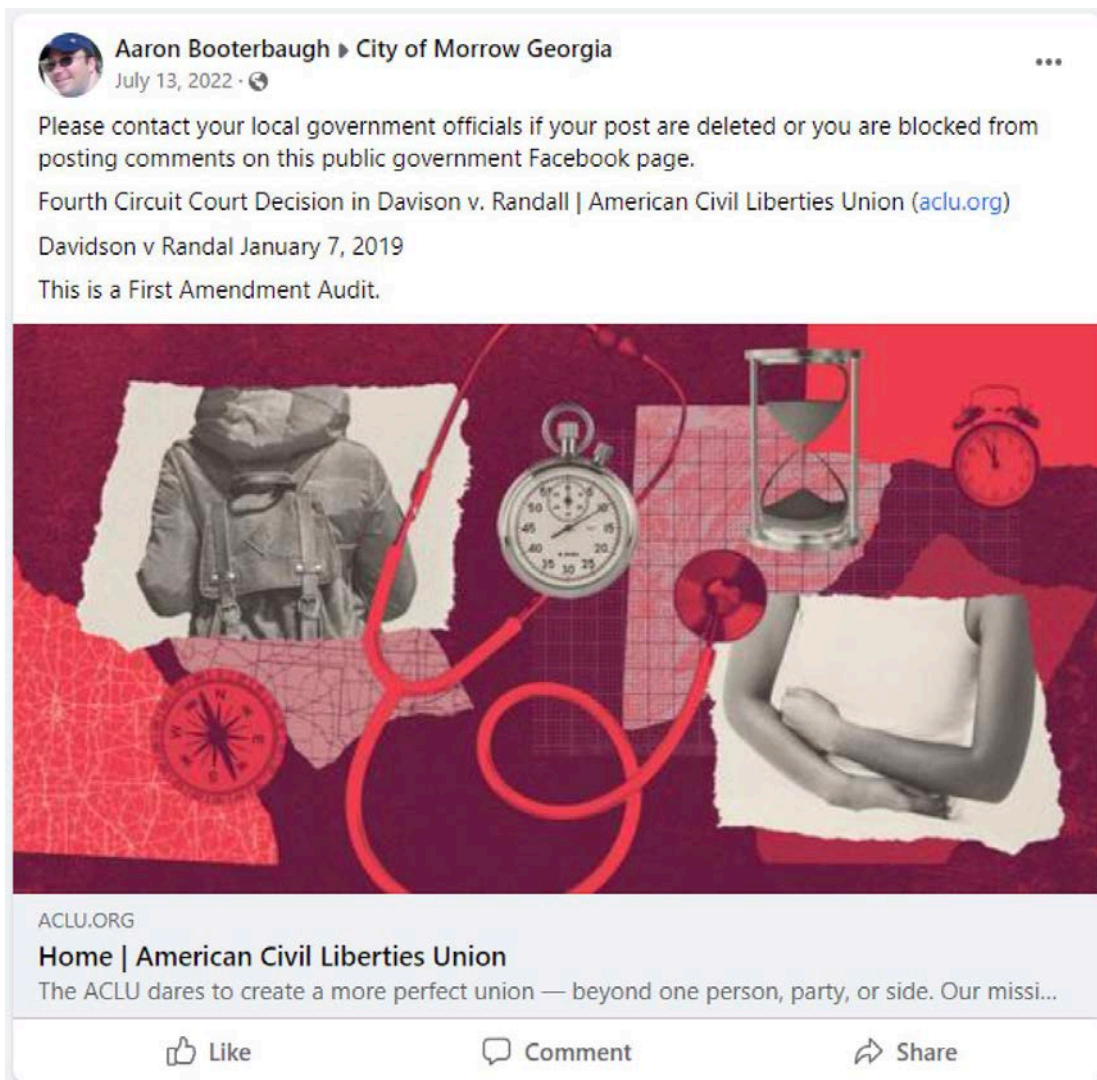 Aaron Booterbaugh ▸ City of Morrow Georgia
July 13, 2022 ·
Please contact your local government officials if your post are deleted or you are blocked from
posting comments on this public government Facebook page.
Fourth Circuit Court Decision in Davison v. Randall | American Civil Liberties Union (aclu.org)
Davidson v Randal January 7, 2019
This is a First Amendment Audit.
ACLU.ORG
Home | American Civil Liberties Union
The ACLU dares to create a more perfect union — beyond one person, party, or side. Our missi...
Like
Comment
Share